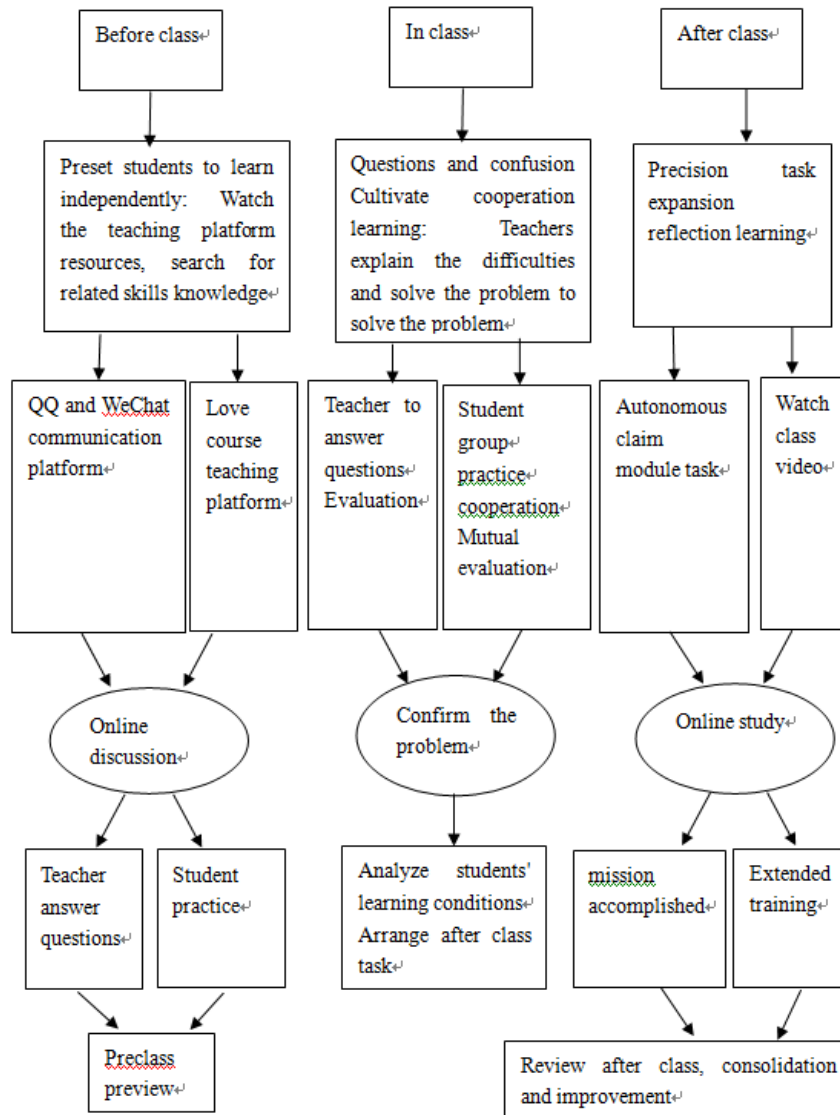 Before class
In class
After class
Preset students to learn
independently: Watch
the teaching platform
resources, search for
related skills knowledge
Questions and confusion
Cultivate cooperation
learning: Teachers
explain the difficulties
and solve the problem to
solve the problem
Precision task
expansion
reflection learning
QQ and WeChat
communication
platform
Love
course
teaching
platform
Teacher to
answer
questions
Evaluation
Student
group
practice
cooperation
Mutual
evaluation
Autonomous
claim
module task
Watch
class
video
Online
discussion
Confirm the
problem
Online study
Teacher
answer
questions
Student
practice
Analyze students'
learning conditions
Arrange after class
task
mission
accomplished
Extended
training
Preclass
preview
Review after class, consolidation
and improvement